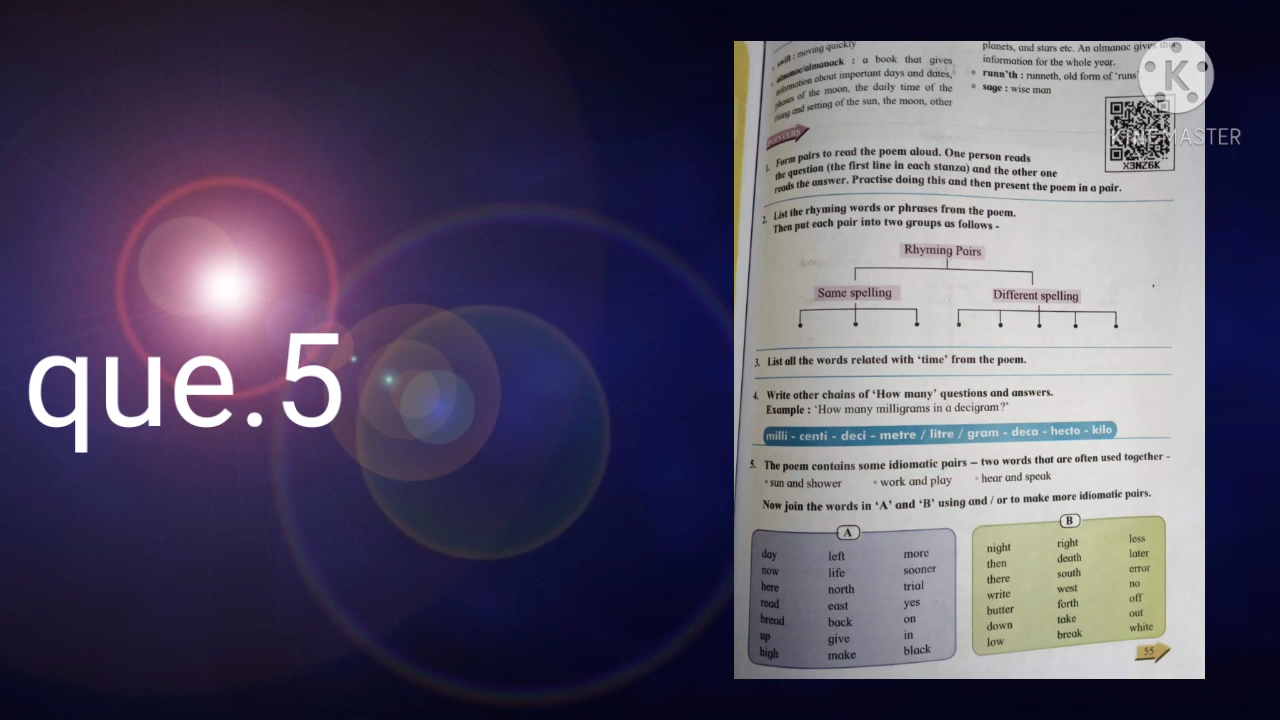 que.5
swift : moving quickly
almanac/almanack : a book that gives
information about important days and dates,
phases of the moon, the daily time of the
rising and setting of the sun, the moon, other
planets, and stars etc. An almanac gives this
information for the whole year.
runn'th : runneth, old form of 'runs'
sage : wise man
K
KINEMASTER
X3NZ6K
POINTERS
1. Form pairs to read the poem aloud. One person reads
the question (the first line in each stanza) and the other one
reads the answer. Practise doing this and then present the poem in a pair.
2. List the rhyming words or phrases from the poem.
Then put each pair into two groups as follows -
Rhyming Pairs
Same spelling Different spelling
3. List all the words related with 'time' from the poem.
4. Write other chains of 'How many' questions and answers.
Example : 'How many milligrams in a decigram?'
milli - centi - deci - metre / litre / gram - deca - hecto - kilo
5. The poem contains some idiomatic pairs – two words that are often used together -
• sun and shower • work and play • hear and speak
Now join the words in 'A' and 'B' using and / or to make more idiomatic pairs.
A
day left more
now life sooner
here north trial
read east yes
bread back on
up give in
high make black
B
night right less
then death later
there south error
write west no
butter forth off
down take out
low break white
55